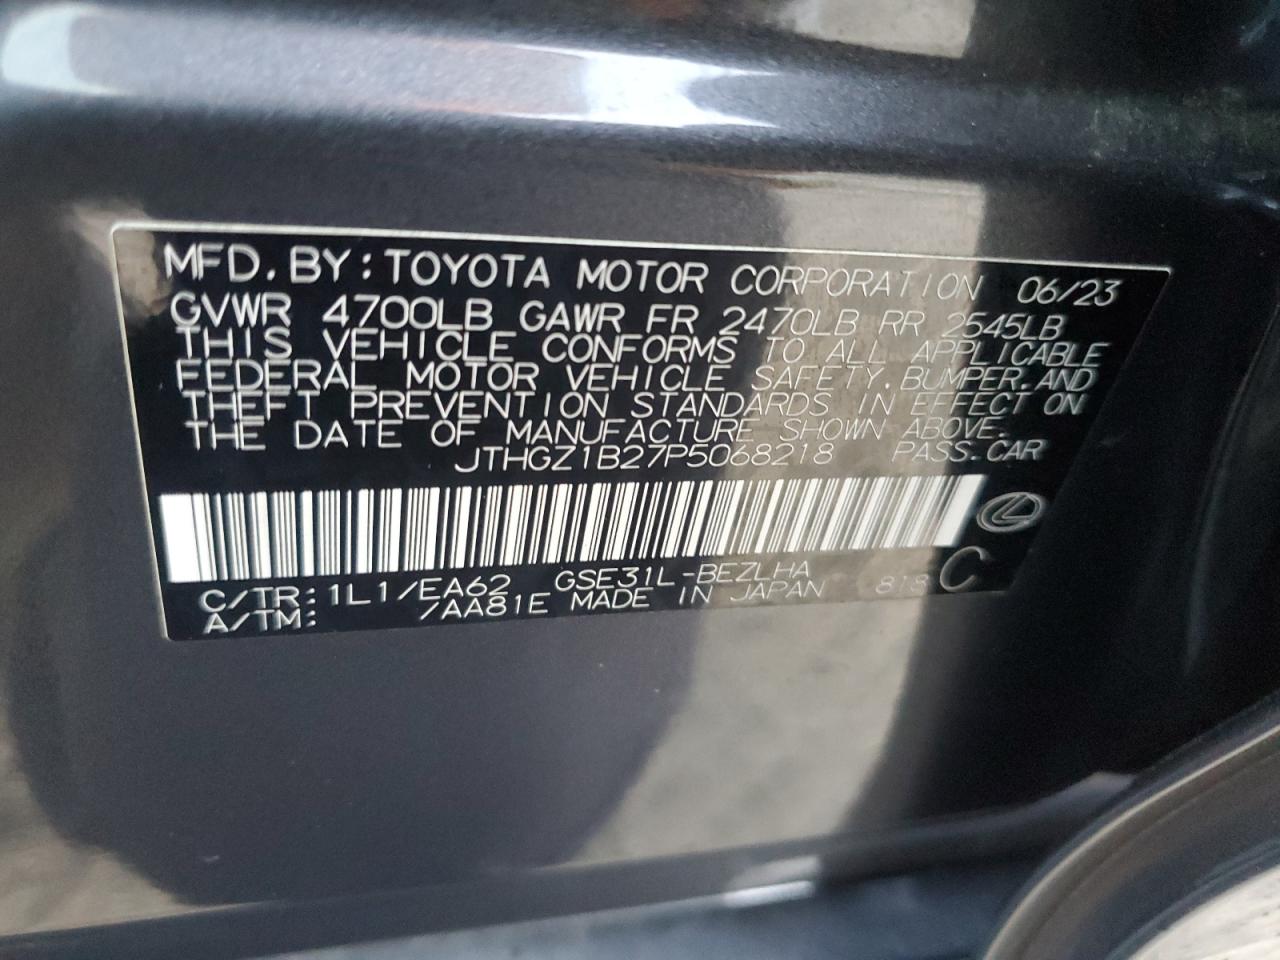 MFD. BY: TOYOTA MOTOR CORPORATION 06/23
GVWR 4700LB GAWR FR 2470LB RR 2545LB
THIS VEHICLE CONFORMS TO ALL APPLICABLE
FEDERAL MOTOR VEHICLE SAFETY, BUMPER, AND
THEFT PREVENTION STANDARDS IN EFFECT ON
THE DATE OF MANUFACTURE SHOWN ABOVE.
JTHGZ1B27P5068218 PASS. CAR
C/TR: 1L1/EA62 GSE31L-BEZLHA
A/TM: /AA81E MADE IN JAPAN 818 C